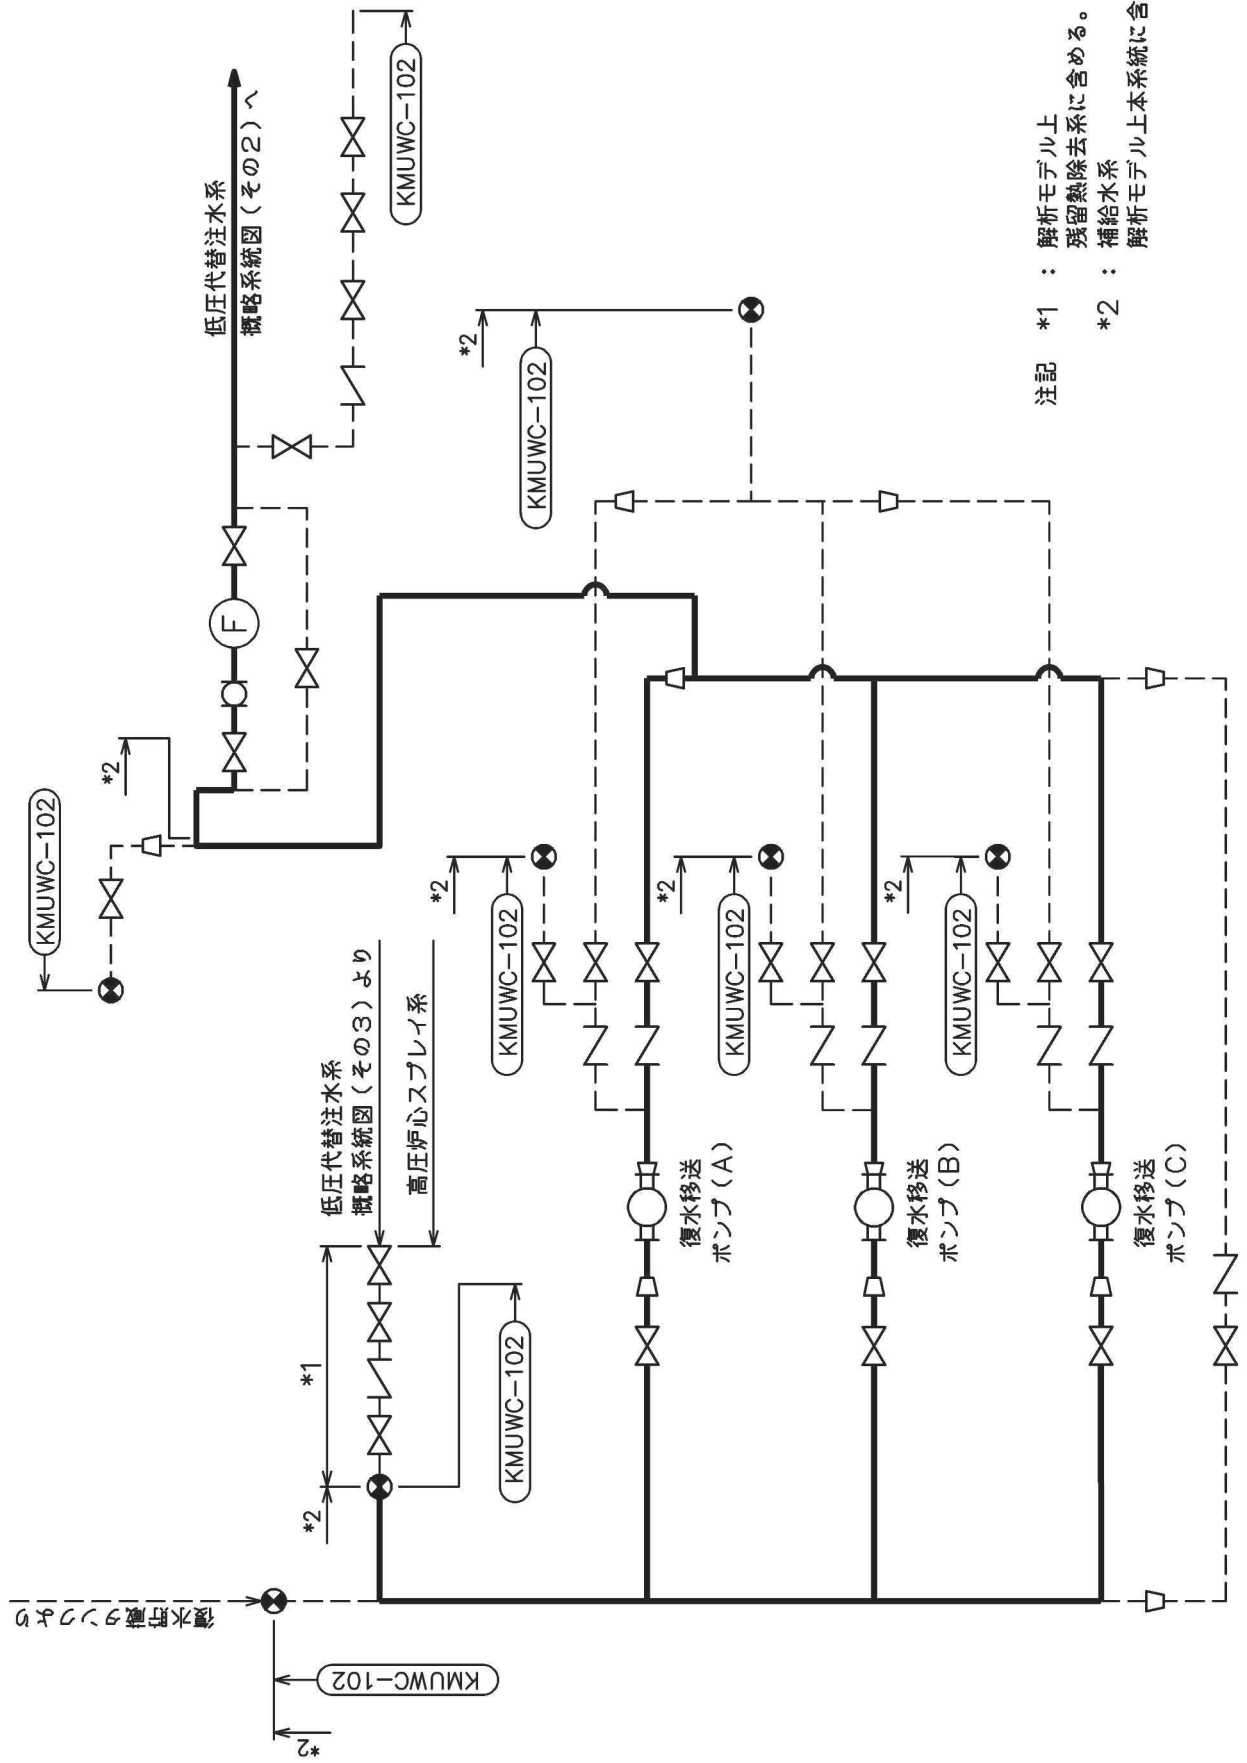 復水貯蔵タンクより
KMUWC-102
*2
*2
*1
低圧代替注水系
概略系統図(その3)より
高圧炉心スプレイ系
KMUWC-102
KMUWC-102
*2
低圧代替注水系
概略系統図(その2)へ
F
KMUWC-102
*2
KMUWC-102
*2
KMUWC-102
*2
KMUWC-102
*2
KMUWC-102
*2
KMUWC-102
復水移送
ポンプ(A)
復水移送
ポンプ(B)
復水移送
ポンプ(C)
注記 *1 : 解析モデル上
残留熱除去系に含める。
*2 : 補給水系
解析モデル上本系統に含